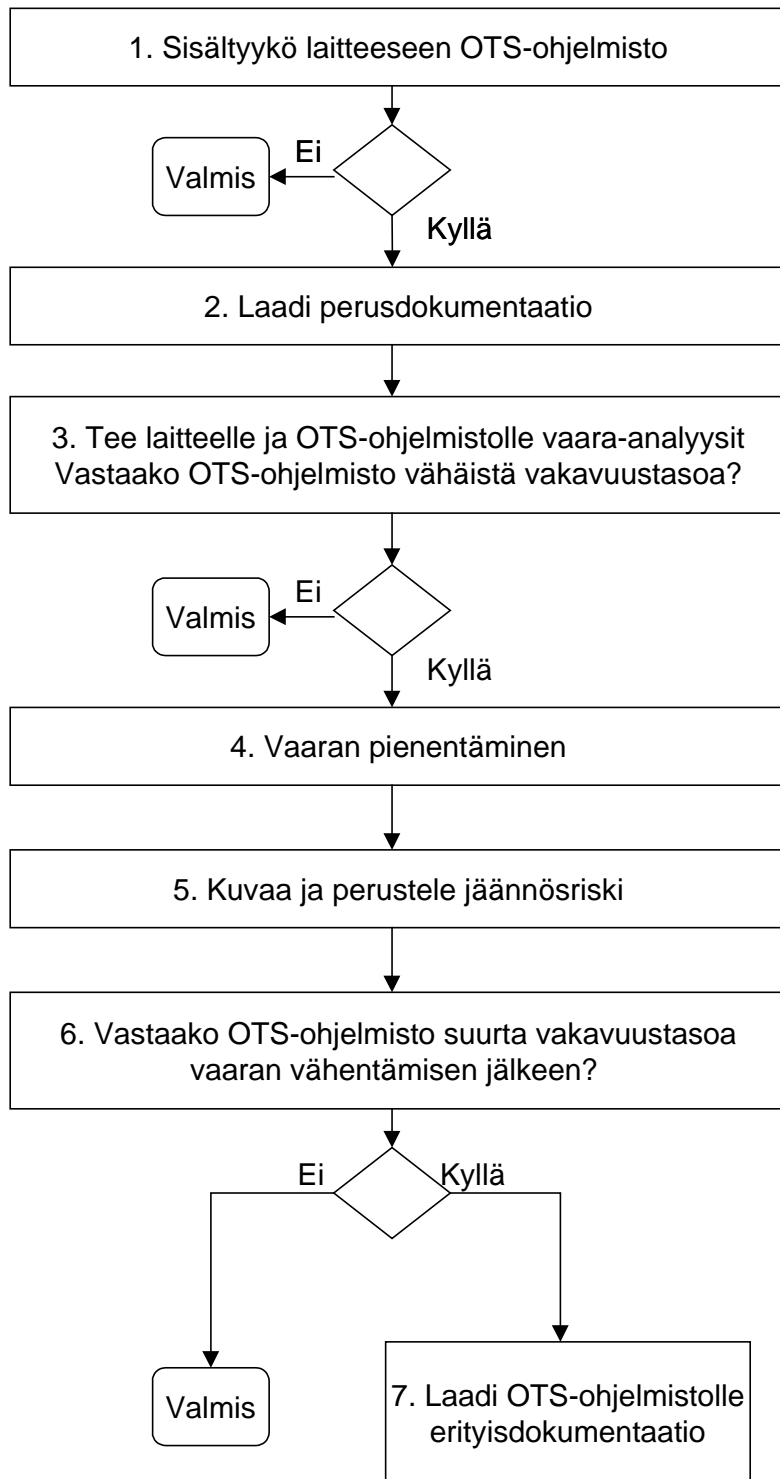 1. Sisältyykö laitteeseen OTS-ohjelmisto
Ei
Valmis
Kyllä
2. Laadi perusdokumentaatio
3. Tee laitteelle ja OTS-ohjelmistolle vaara-analyysit
Vastaako OTS-ohjelmisto vähäistä vakavuustasoa?
Ei
Valmis
Kyllä
4. Vaaran pienentäminen
5. Kuvaa ja perustele jäännösriski
6. Vastaako OTS-ohjelmisto suurta vakavuustasoa
vaaran vähentämisen jälkeen?
Ei
Kyllä
Valmis
7. Laadi OTS-ohjelmistolle
erityisdokumentaatio